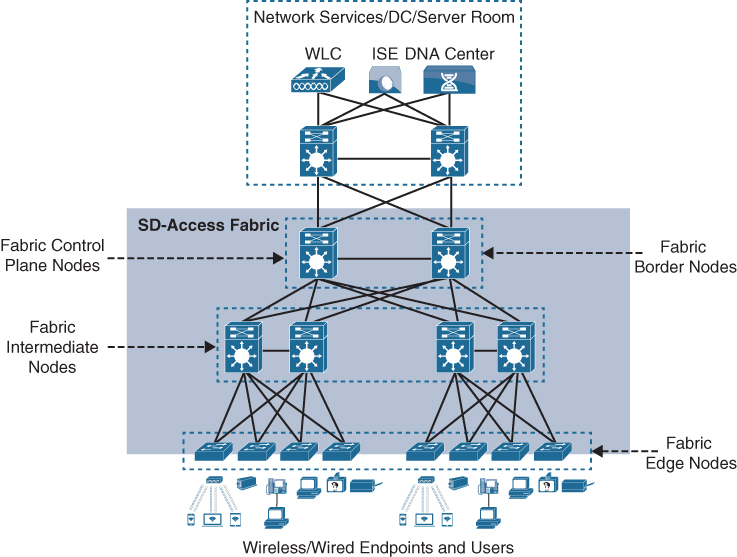 Network Services/DC/Server Room
WLC
ISE
DNA Center
SD-Access Fabric
Fabric Control
Plane Nodes
Fabric
Border Nodes
Fabric
Intermediate
Nodes
Fabric
Edge Nodes
Wireless/Wired Endpoints and Users